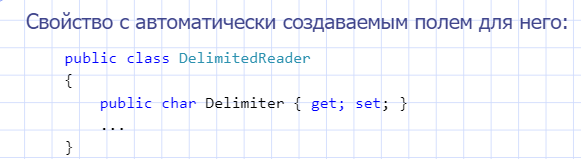 Свойство с автоматически создаваемым полем для него:
public class DelimitedReader
{
    public char Delimiter { get; set; }
    ...
}